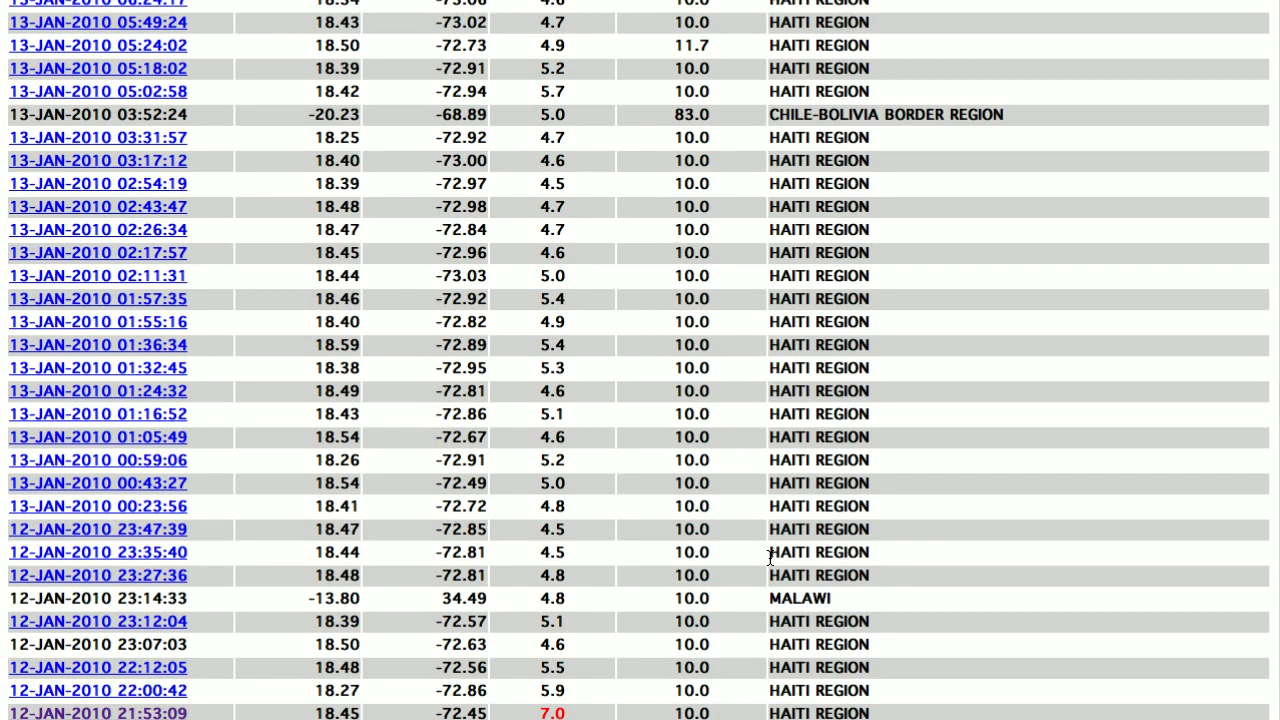 13-JAN-2010 06:24:17 18.34 -73.06 4.6 10.0 HAITI REGION
13-JAN-2010 05:49:24 18.43 -73.02 4.7 10.0 HAITI REGION
13-JAN-2010 05:24:02 18.50 -72.73 4.9 11.7 HAITI REGION
13-JAN-2010 05:18:02 18.39 -72.91 5.2 10.0 HAITI REGION
13-JAN-2010 05:02:58 18.42 -72.94 5.7 10.0 HAITI REGION
13-JAN-2010 03:52:24 -20.23 -68.89 5.0 83.0 CHILE-BOLIVIA BORDER REGION
13-JAN-2010 03:31:57 18.25 -72.92 4.7 10.0 HAITI REGION
13-JAN-2010 03:17:12 18.40 -73.00 4.6 10.0 HAITI REGION
13-JAN-2010 02:54:19 18.39 -72.97 4.5 10.0 HAITI REGION
13-JAN-2010 02:43:47 18.48 -72.98 4.7 10.0 HAITI REGION
13-JAN-2010 02:26:34 18.47 -72.84 4.7 10.0 HAITI REGION
13-JAN-2010 02:17:57 18.45 -72.96 4.6 10.0 HAITI REGION
13-JAN-2010 02:11:31 18.44 -73.03 5.0 10.0 HAITI REGION
13-JAN-2010 01:57:35 18.46 -72.92 5.4 10.0 HAITI REGION
13-JAN-2010 01:55:16 18.40 -72.82 4.9 10.0 HAITI REGION
13-JAN-2010 01:36:34 18.59 -72.89 5.4 10.0 HAITI REGION
13-JAN-2010 01:32:45 18.38 -72.95 5.3 10.0 HAITI REGION
13-JAN-2010 01:24:32 18.49 -72.81 4.6 10.0 HAITI REGION
13-JAN-2010 01:16:52 18.43 -72.86 5.1 10.0 HAITI REGION
13-JAN-2010 01:05:49 18.54 -72.67 4.6 10.0 HAITI REGION
13-JAN-2010 00:59:06 18.26 -72.91 5.2 10.0 HAITI REGION
13-JAN-2010 00:43:27 18.54 -72.49 5.0 10.0 HAITI REGION
13-JAN-2010 00:23:56 18.41 -72.72 4.8 10.0 HAITI REGION
12-JAN-2010 23:47:39 18.47 -72.85 4.5 10.0 HAITI REGION
12-JAN-2010 23:35:40 18.44 -72.81 4.5 10.0 HAITI REGION
12-JAN-2010 23:27:36 18.48 -72.81 4.8 10.0 HAITI REGION
12-JAN-2010 23:14:33 -13.80 34.49 4.8 10.0 MALAWI
12-JAN-2010 23:12:04 18.39 -72.57 5.1 10.0 HAITI REGION
12-JAN-2010 23:07:03 18.50 -72.63 4.6 10.0 HAITI REGION
12-JAN-2010 22:12:05 18.48 -72.56 5.5 10.0 HAITI REGION
12-JAN-2010 22:00:42 18.27 -72.86 5.9 10.0 HAITI REGION
12-JAN-2010 21:53:09 18.45 -72.45 7.0 10.0 HAITI REGION